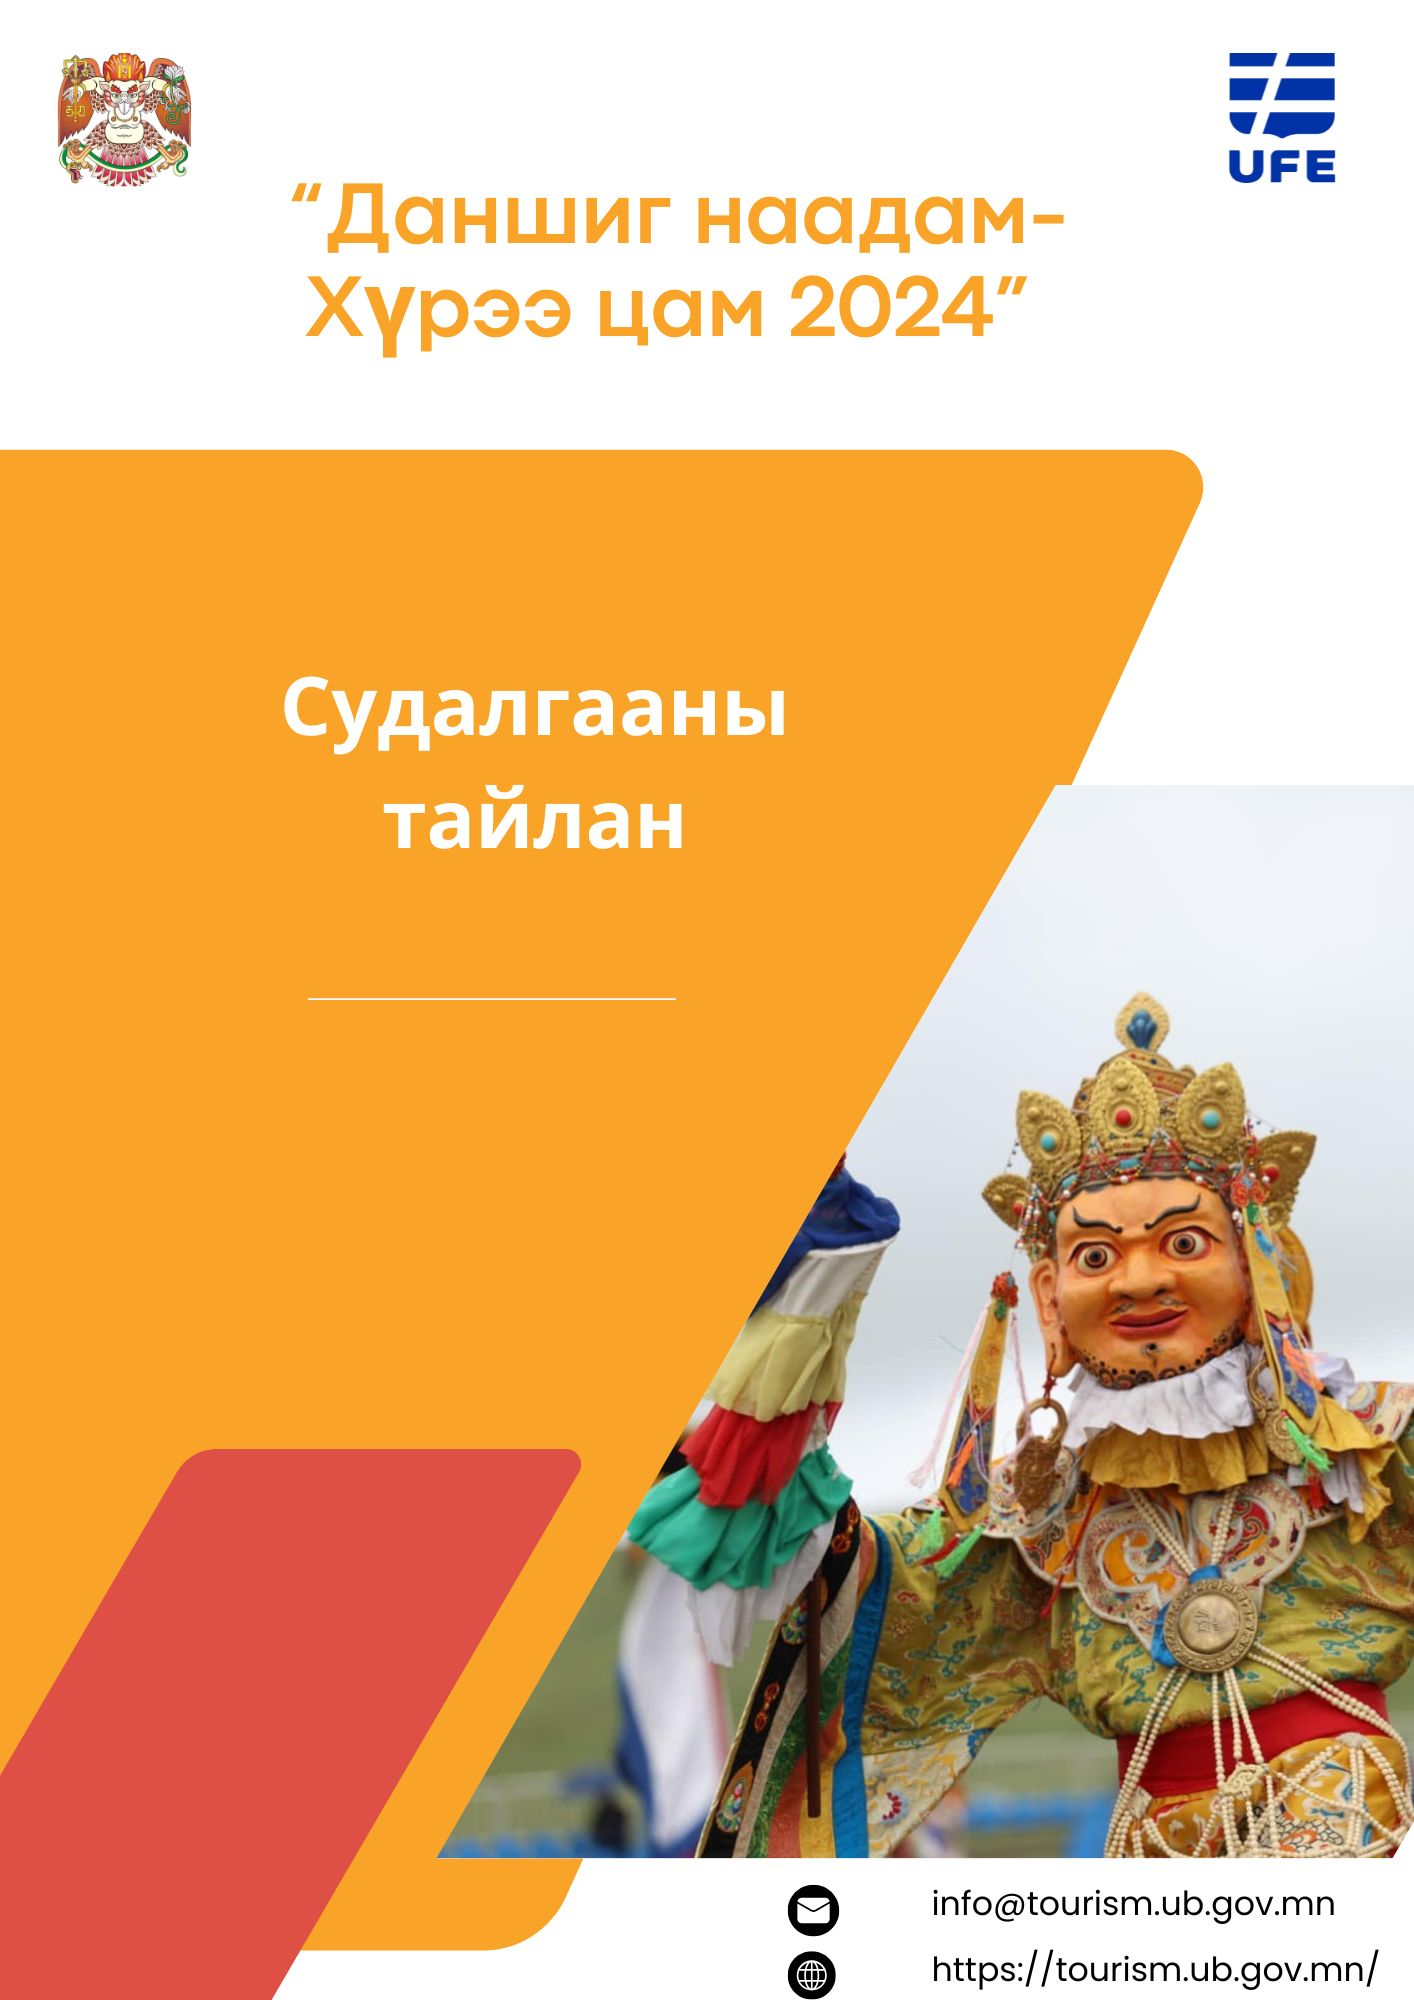 UFE
“Даншиг наадам-
Хүрээ цам 2024”
Судалгааны
тайлан
info@tourism.ub.gov.mn
https://tourism.ub.gov.mn/